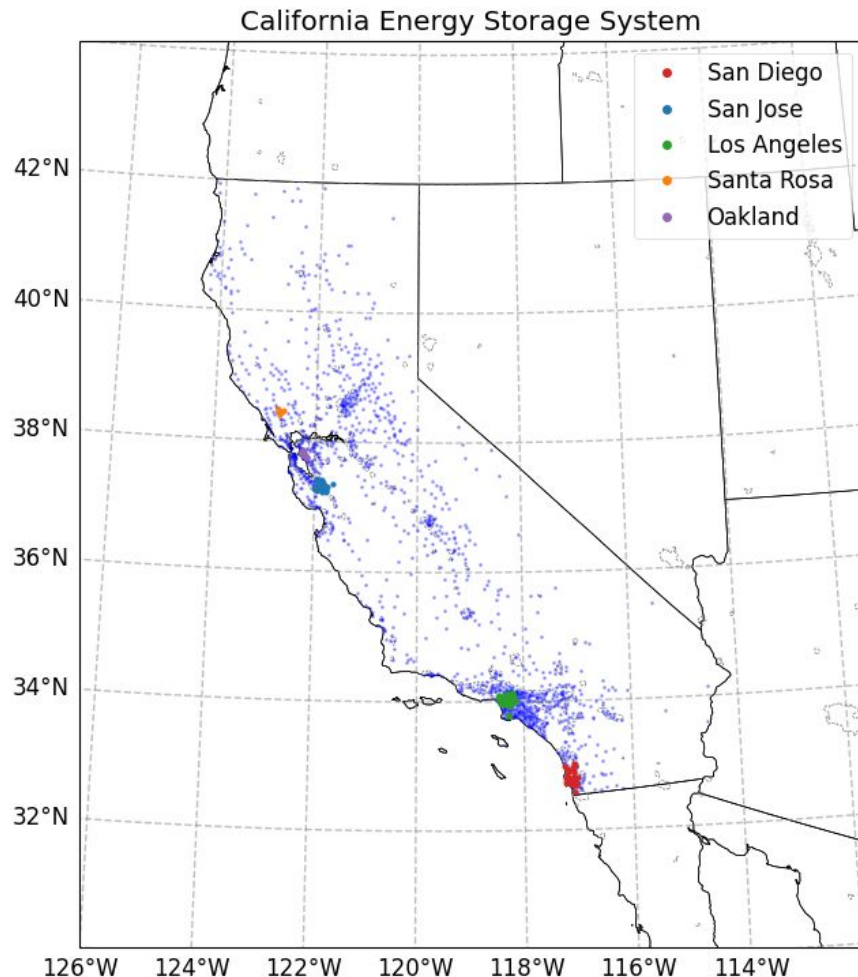 California Energy Storage System
San Diego
San Jose
Los Angeles
Santa Rosa
Oakland
42°N
40°N
38°N
36°N
34°N
32°N
126°W 124°W 122°W 120°W 118°W 116°W 114°W